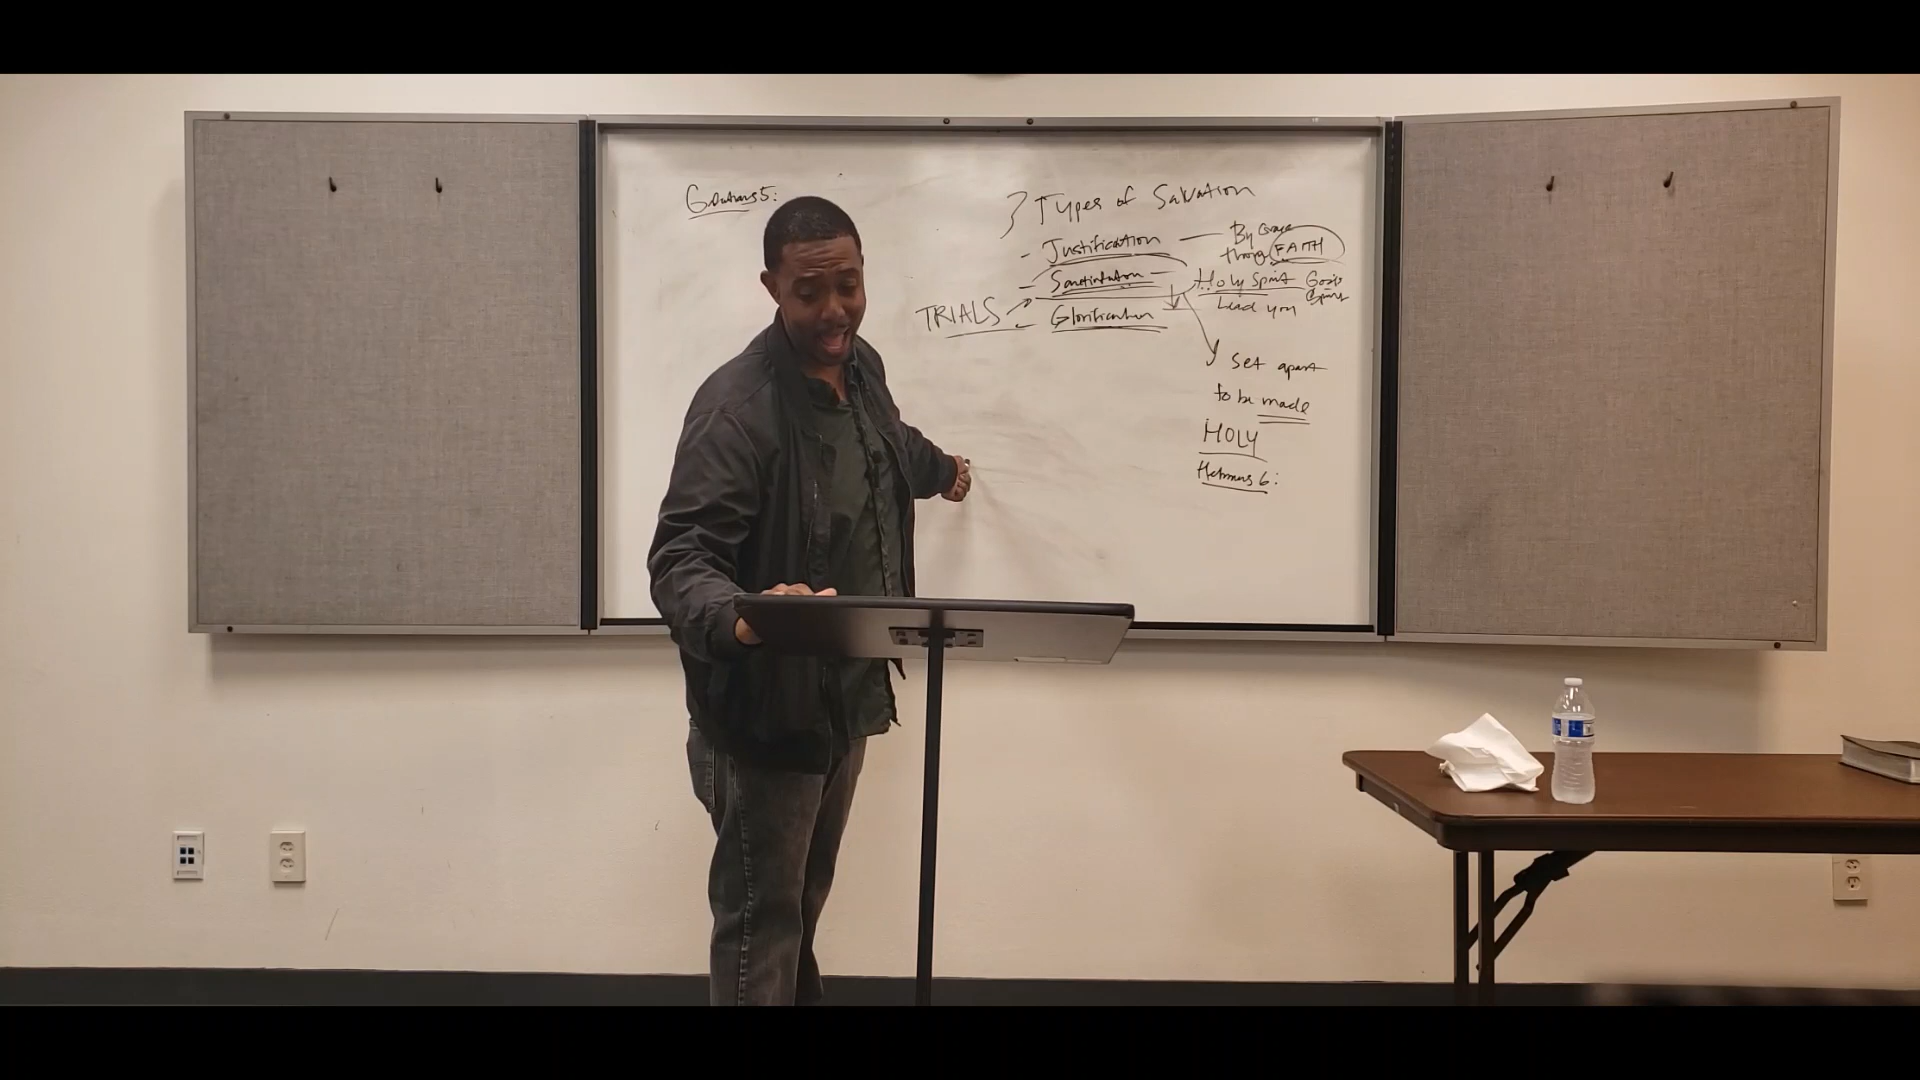 Galatians 5:
3 Types of Salvation
- Justification — By Grace
through FAITH
- Sanctification — Holy Spirit God's Spirit
Lead you
TRIALS
- Glorification
Set apart
to be made
HOLY
Hebrews 6: